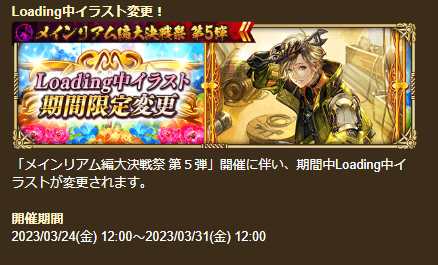 Loading中イラスト変更！
メインリアム編大決戦祭 第5弾
Loading中イラスト
期間限定変更
「メインリアム編大決戦祭 第５弾」開催に伴い、期間中Loading中イ
ラストが変更されます。
開催期間
2023/03/24(金) 12:00～2023/03/31(金) 12:00